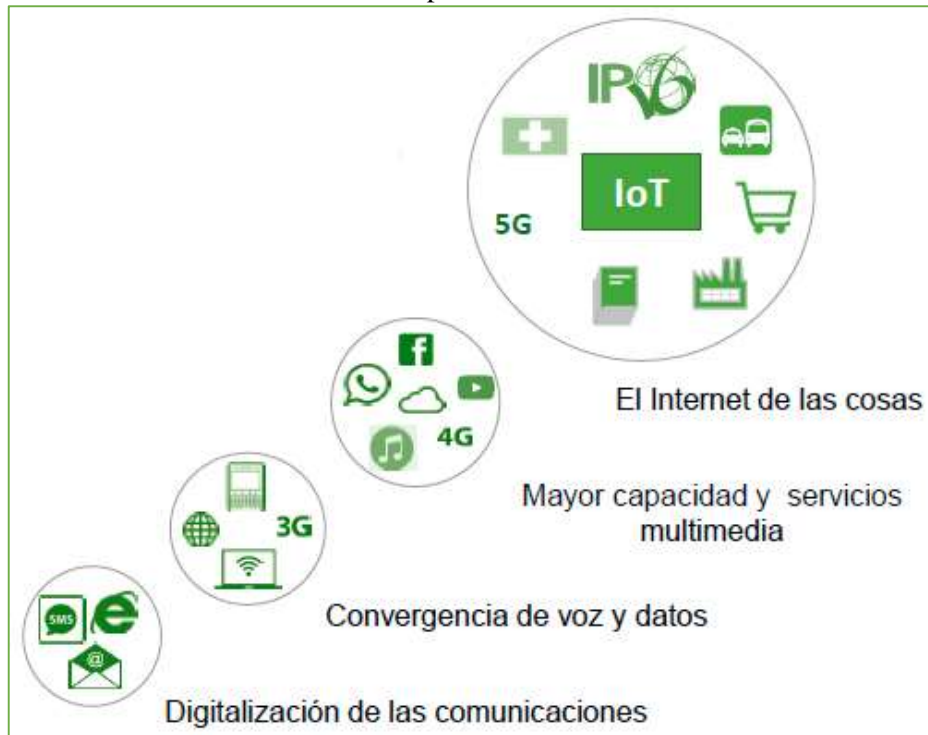 IPv6
IoT
5G
El Internet de las cosas
4G
Mayor capacidad y servicios
multimedia
3G
Convergencia de voz y datos
SMS
@
Digitalización de las comunicaciones